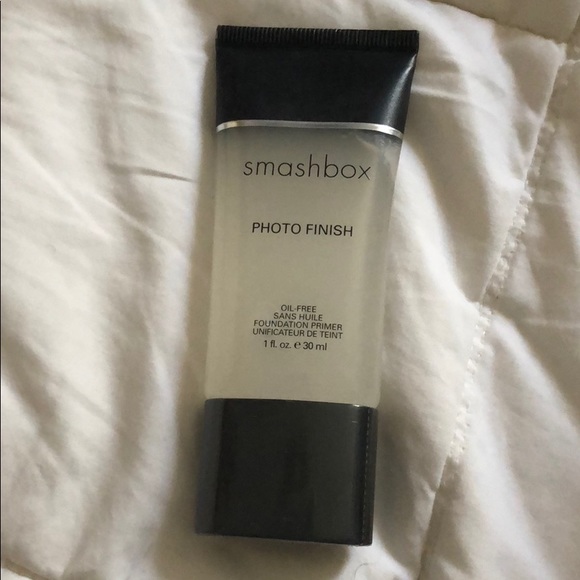 smashbox
PHOTO FINISH
OIL-FREE
SANS HUILE
FOUNDATION PRIMER
UNIFICATEUR DE TEINT
1 fl. oz. e 30 ml